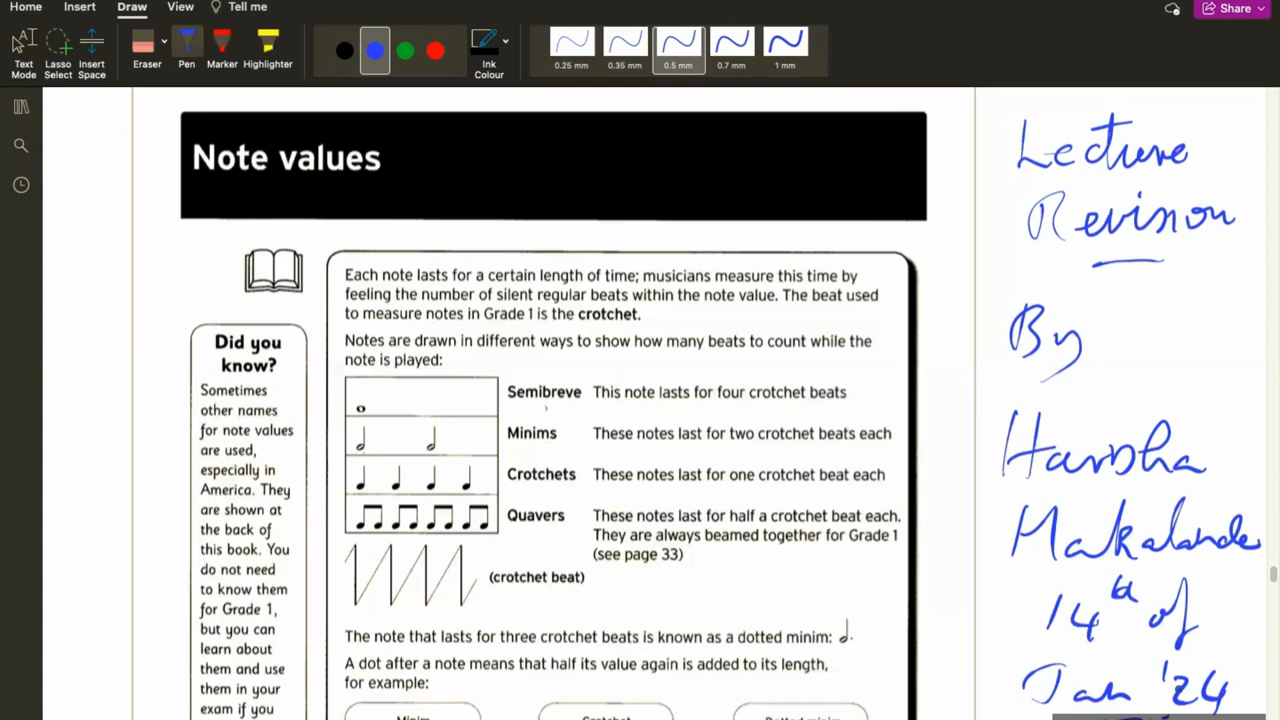 Home Insert Draw View Tell me Share
Text Mode
Lasso Select
Insert Space
Eraser
Pen
Marker
Highlighter
Ink Colour
0.25 mm
0.35 mm
0.5 mm
0.7 mm
1 mm
Note values
Each note lasts for a certain length of time; musicians measure this time by
feeling the number of silent regular beats within the note value. The beat used
to measure notes in Grade 1 is the crotchet.
Notes are drawn in different ways to show how many beats to count while the
note is played:
Semibreve This note lasts for four crotchet beats
Minims These notes last for two crotchet beats each
Crotchets These notes last for one crotchet beat each
Quavers These notes last for half a crotchet beat each.
They are always beamed together for Grade 1
(see page 33)
(crotchet beat)
The note that lasts for three crotchet beats is known as a dotted minim:
A dot after a note means that half its value again is added to its length,
for example:
Minim Crotchet Dotted minim
Did you
know?
Sometimes
other names
for note values
are used,
especially in
America. They
are shown at
the back of
this book. You
do not need
to know them
for Grade 1,
but you can
learn about
them and use
them in your
exam if you
Lecture
Revison
By
Harsha
Makalande
14th of
Jan '24